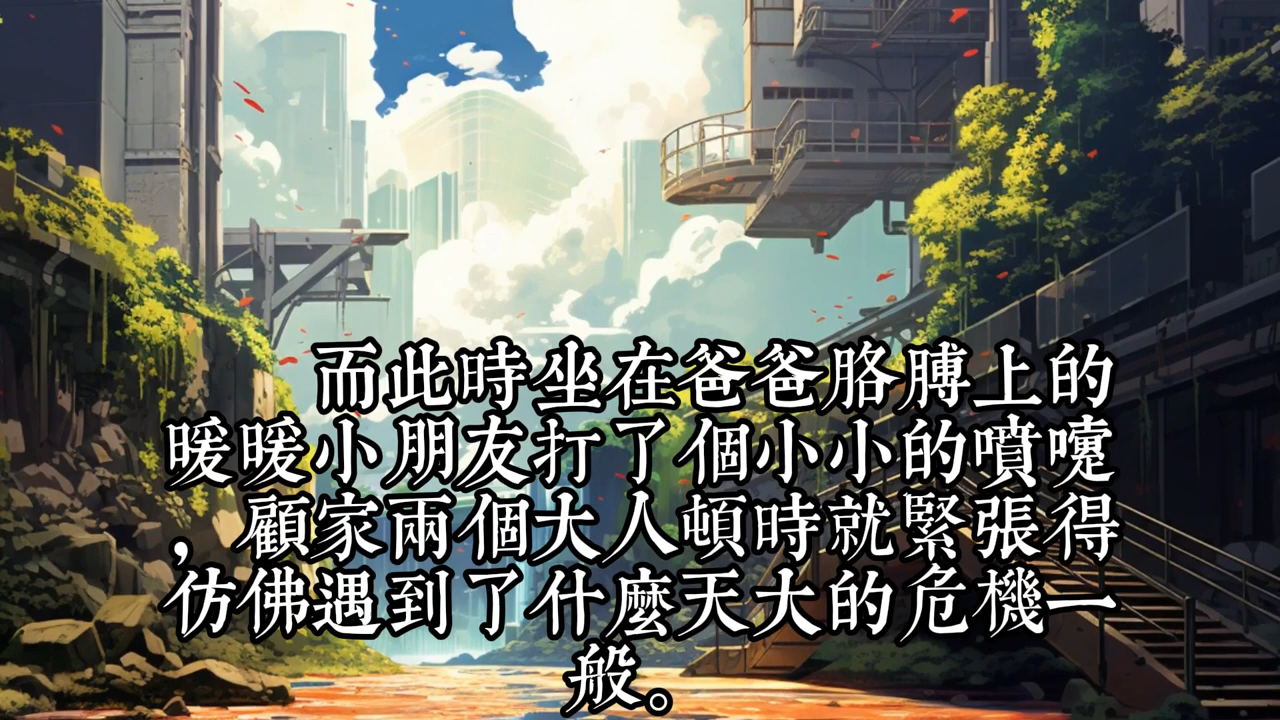 而此時坐在爸爸胳膊上的
暖暖小朋友打了個小小的噴嚏
，顧家兩個大人頓時就緊張得
仿佛遇到了什麼天大的危機一
般。